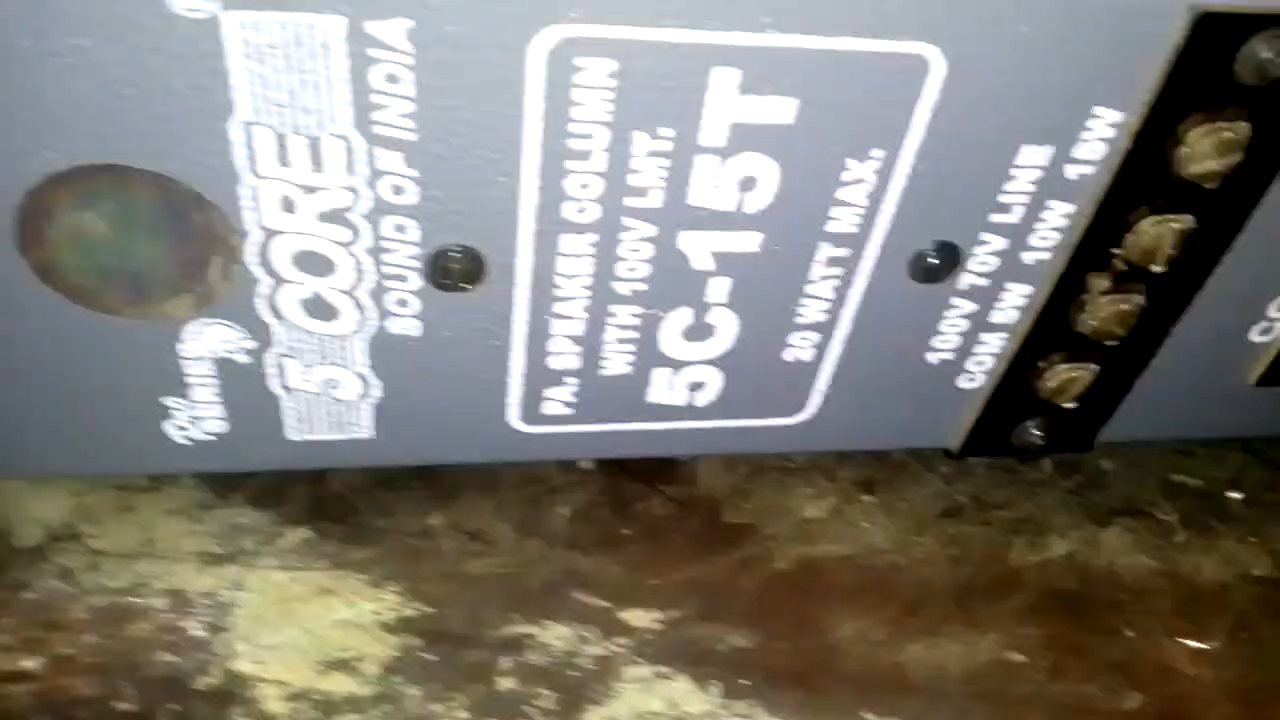 5 CORE
SOUND OF INDIA
PA. SPEAKER COLUMN
WITH 100V LMT.
5C-15T
20 WATT MAX.
100V 70V LINE
COM 5W 10W 15W